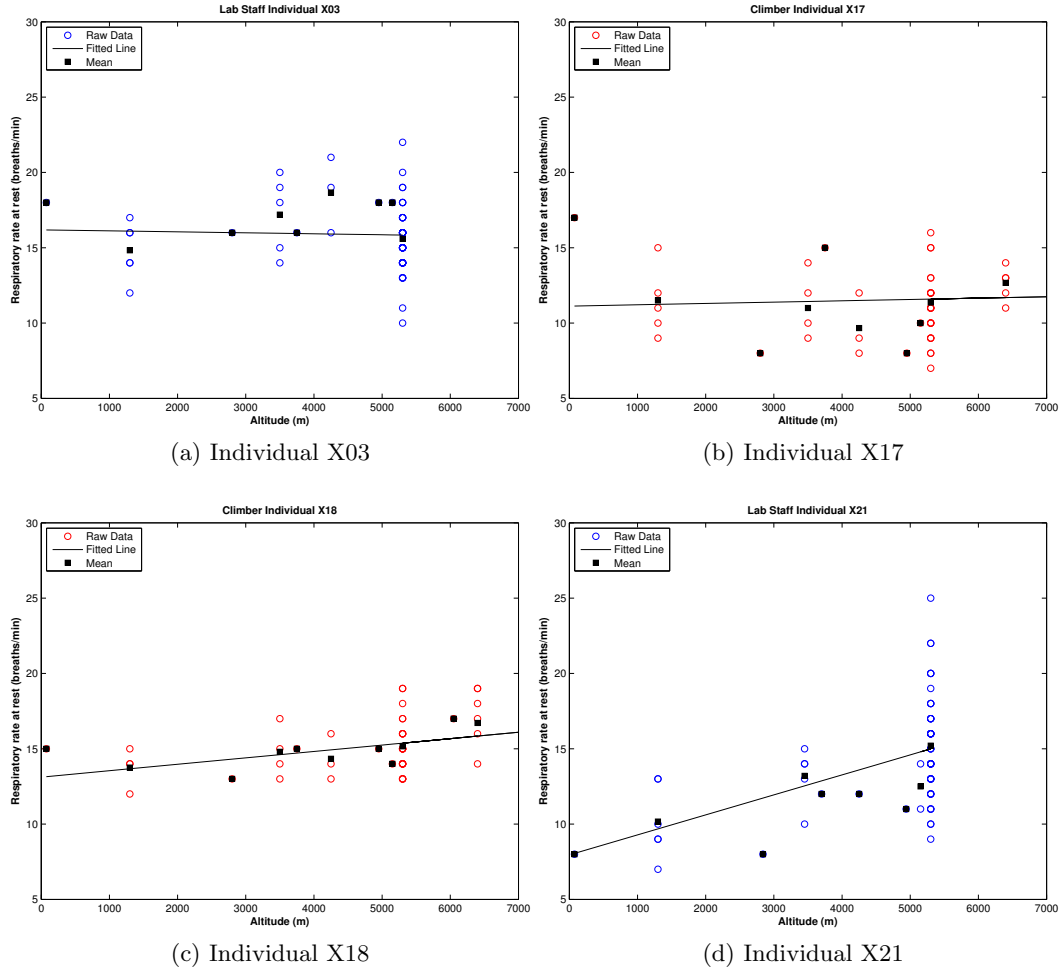 Lab Staff Individual X03
30
25
20
15
10
5
Respiratory rate at rest (breaths/min)
Raw Data
Fitted Line
Mean
0 1000 2000 3000 4000 5000 6000 7000
Altitude (m)
(a) Individual X03
Climber Individual X17
30
25
20
15
10
5
Respiratory rate at rest (breaths/min)
Raw Data
Fitted Line
Mean
0 1000 2000 3000 4000 5000 6000 7000
Altitude (m)
(b) Individual X17
Climber Individual X18
30
25
20
15
10
5
Respiratory rate at rest (breaths/min)
Raw Data
Fitted Line
Mean
0 1000 2000 3000 4000 5000 6000 7000
Altitude (m)
(c) Individual X18
Lab Staff Individual X21
30
25
20
15
10
5
Respiratory rate at rest (breaths/min)
Raw Data
Fitted Line
Mean
0 1000 2000 3000 4000 5000 6000 7000
Altitude (m)
(d) Individual X21